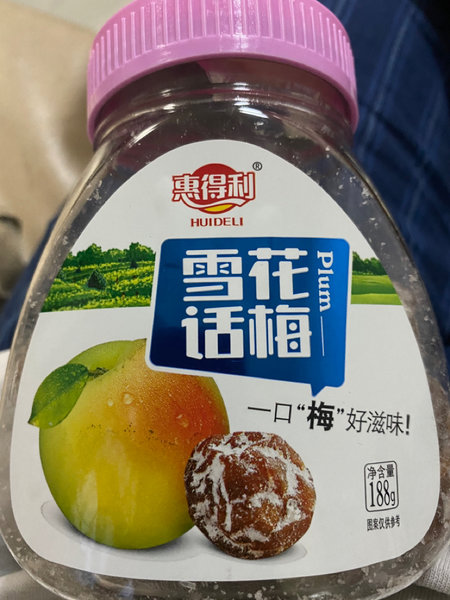 惠得利®
HUIDELI
雪花
Plum
话梅
一口“梅”好滋味!
净含量
188g
图案仅供参考